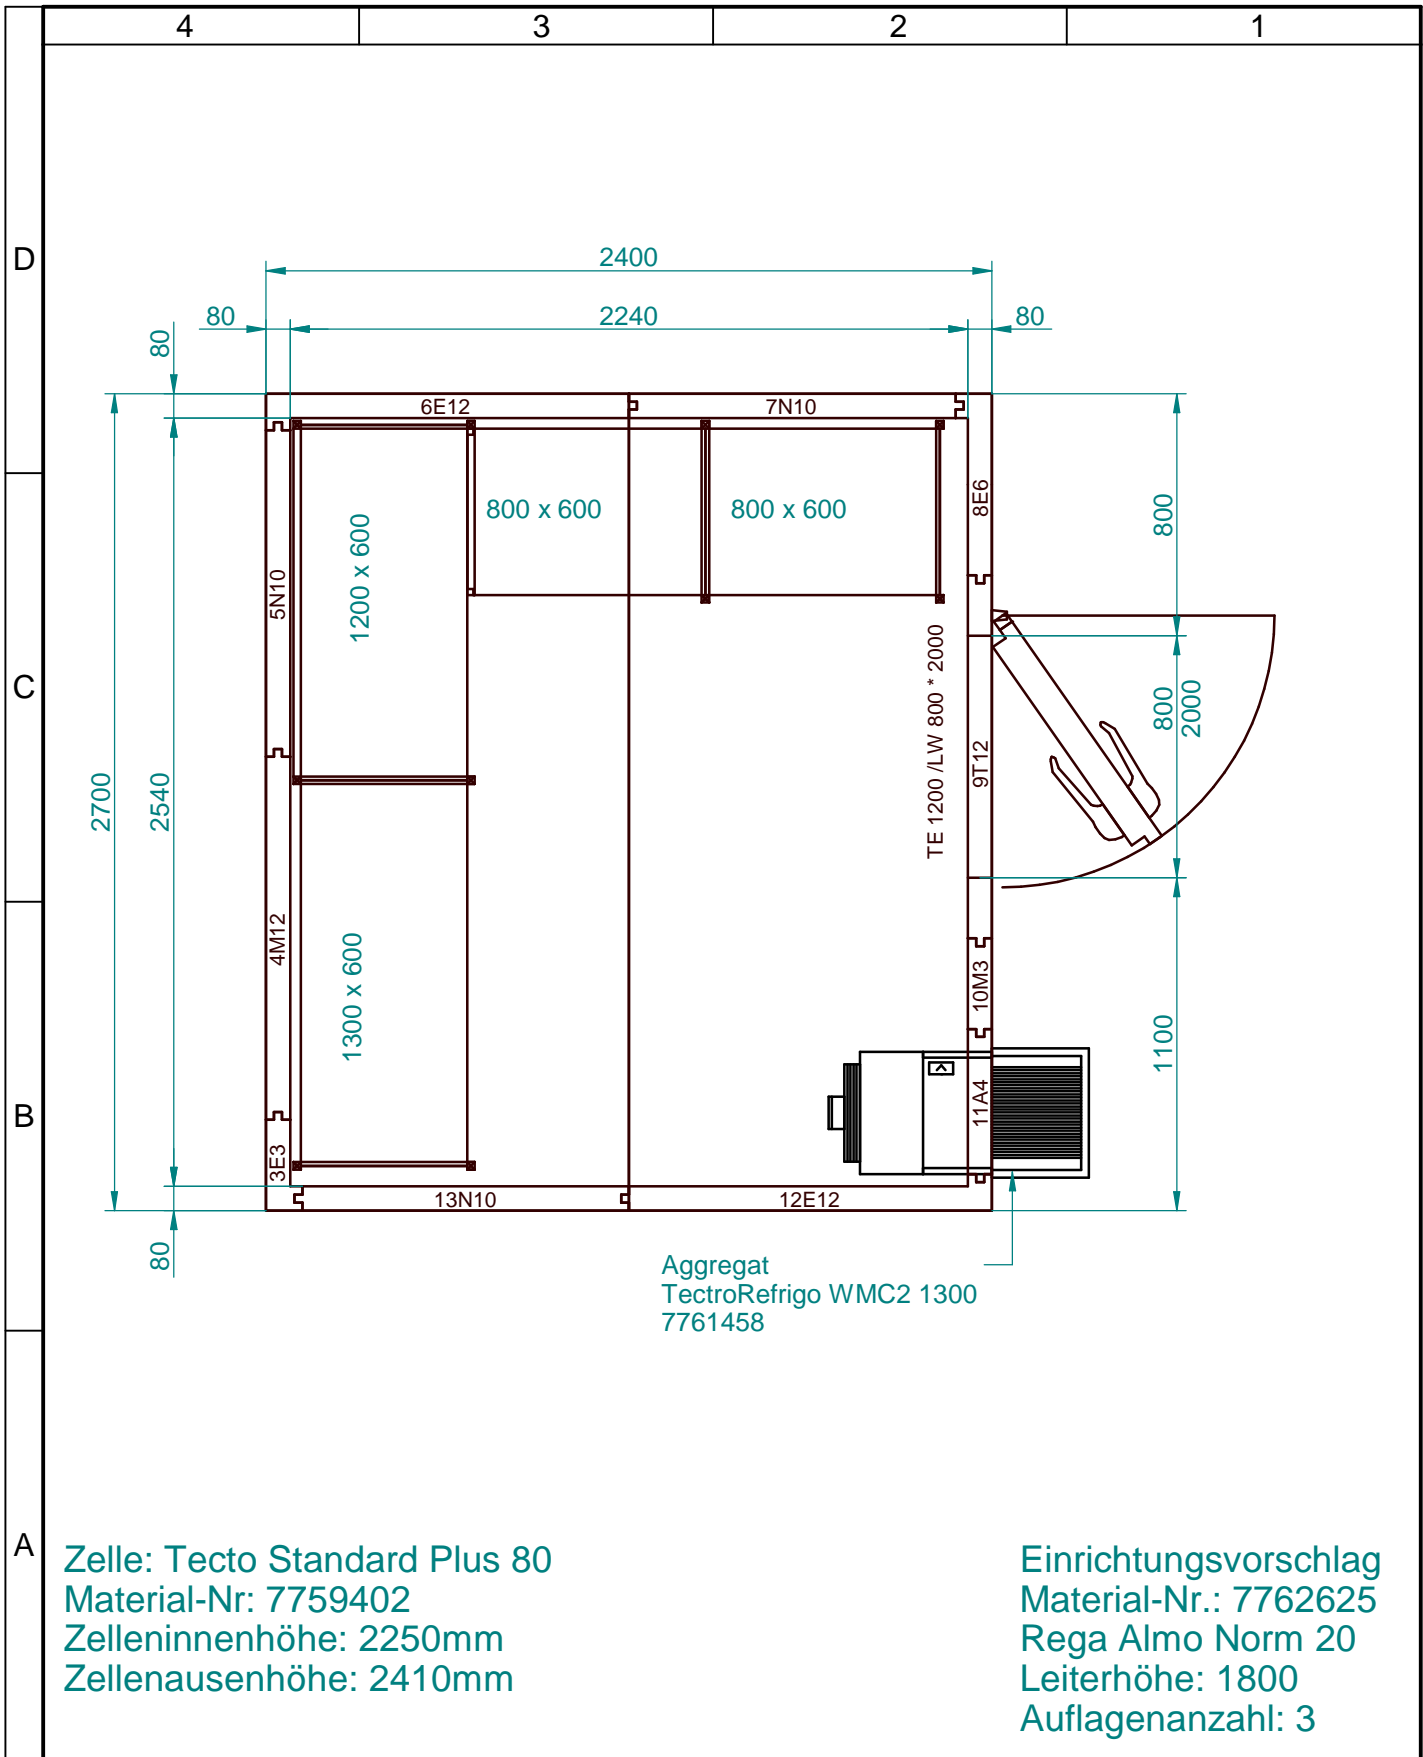 4 3 2 1
D
C
B
A
2400
80 2240 80
80
6E12 7N10
800 x 600 800 x 600
1200 x 600
5N10
8E6
800
TE 1200 /LW 800 * 2000
9T12
800
2000
2700
2540
4M12
1300 x 600
10M3
1100
11A4
3E3
13N10 12E12
80
Aggregat
TectroRefrigo WMC2 1300
7761458
Zelle: Tecto Standard Plus 80
Material-Nr: 7759402
Zelleninnenhöhe: 2250mm
Zellenausenhöhe: 2410mm
Einrichtungsvorschlag
Material-Nr.: 7762625
Rega Almo Norm 20
Leiterhöhe: 1800
Auflagenanzahl: 3